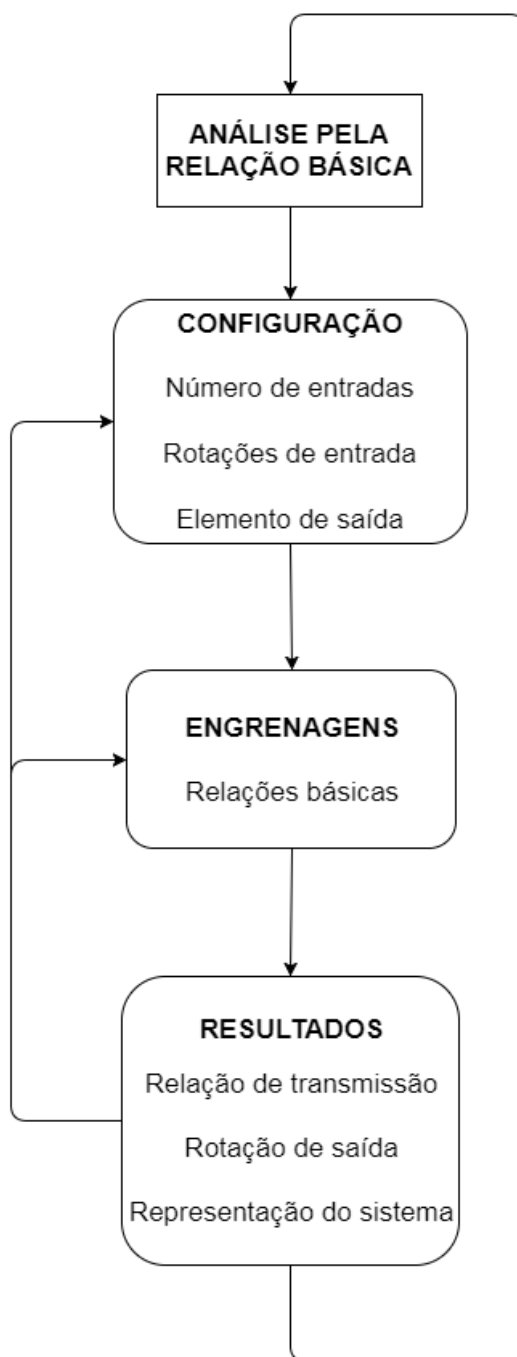 ANÁLISE PELA
RELAÇÃO BÁSICA
CONFIGURAÇÃO
Número de entradas
Rotações de entrada
Elemento de saída
ENGRENAGENS
Relações básicas
RESULTADOS
Relação de transmissão
Rotação de saída
Representação do sistema